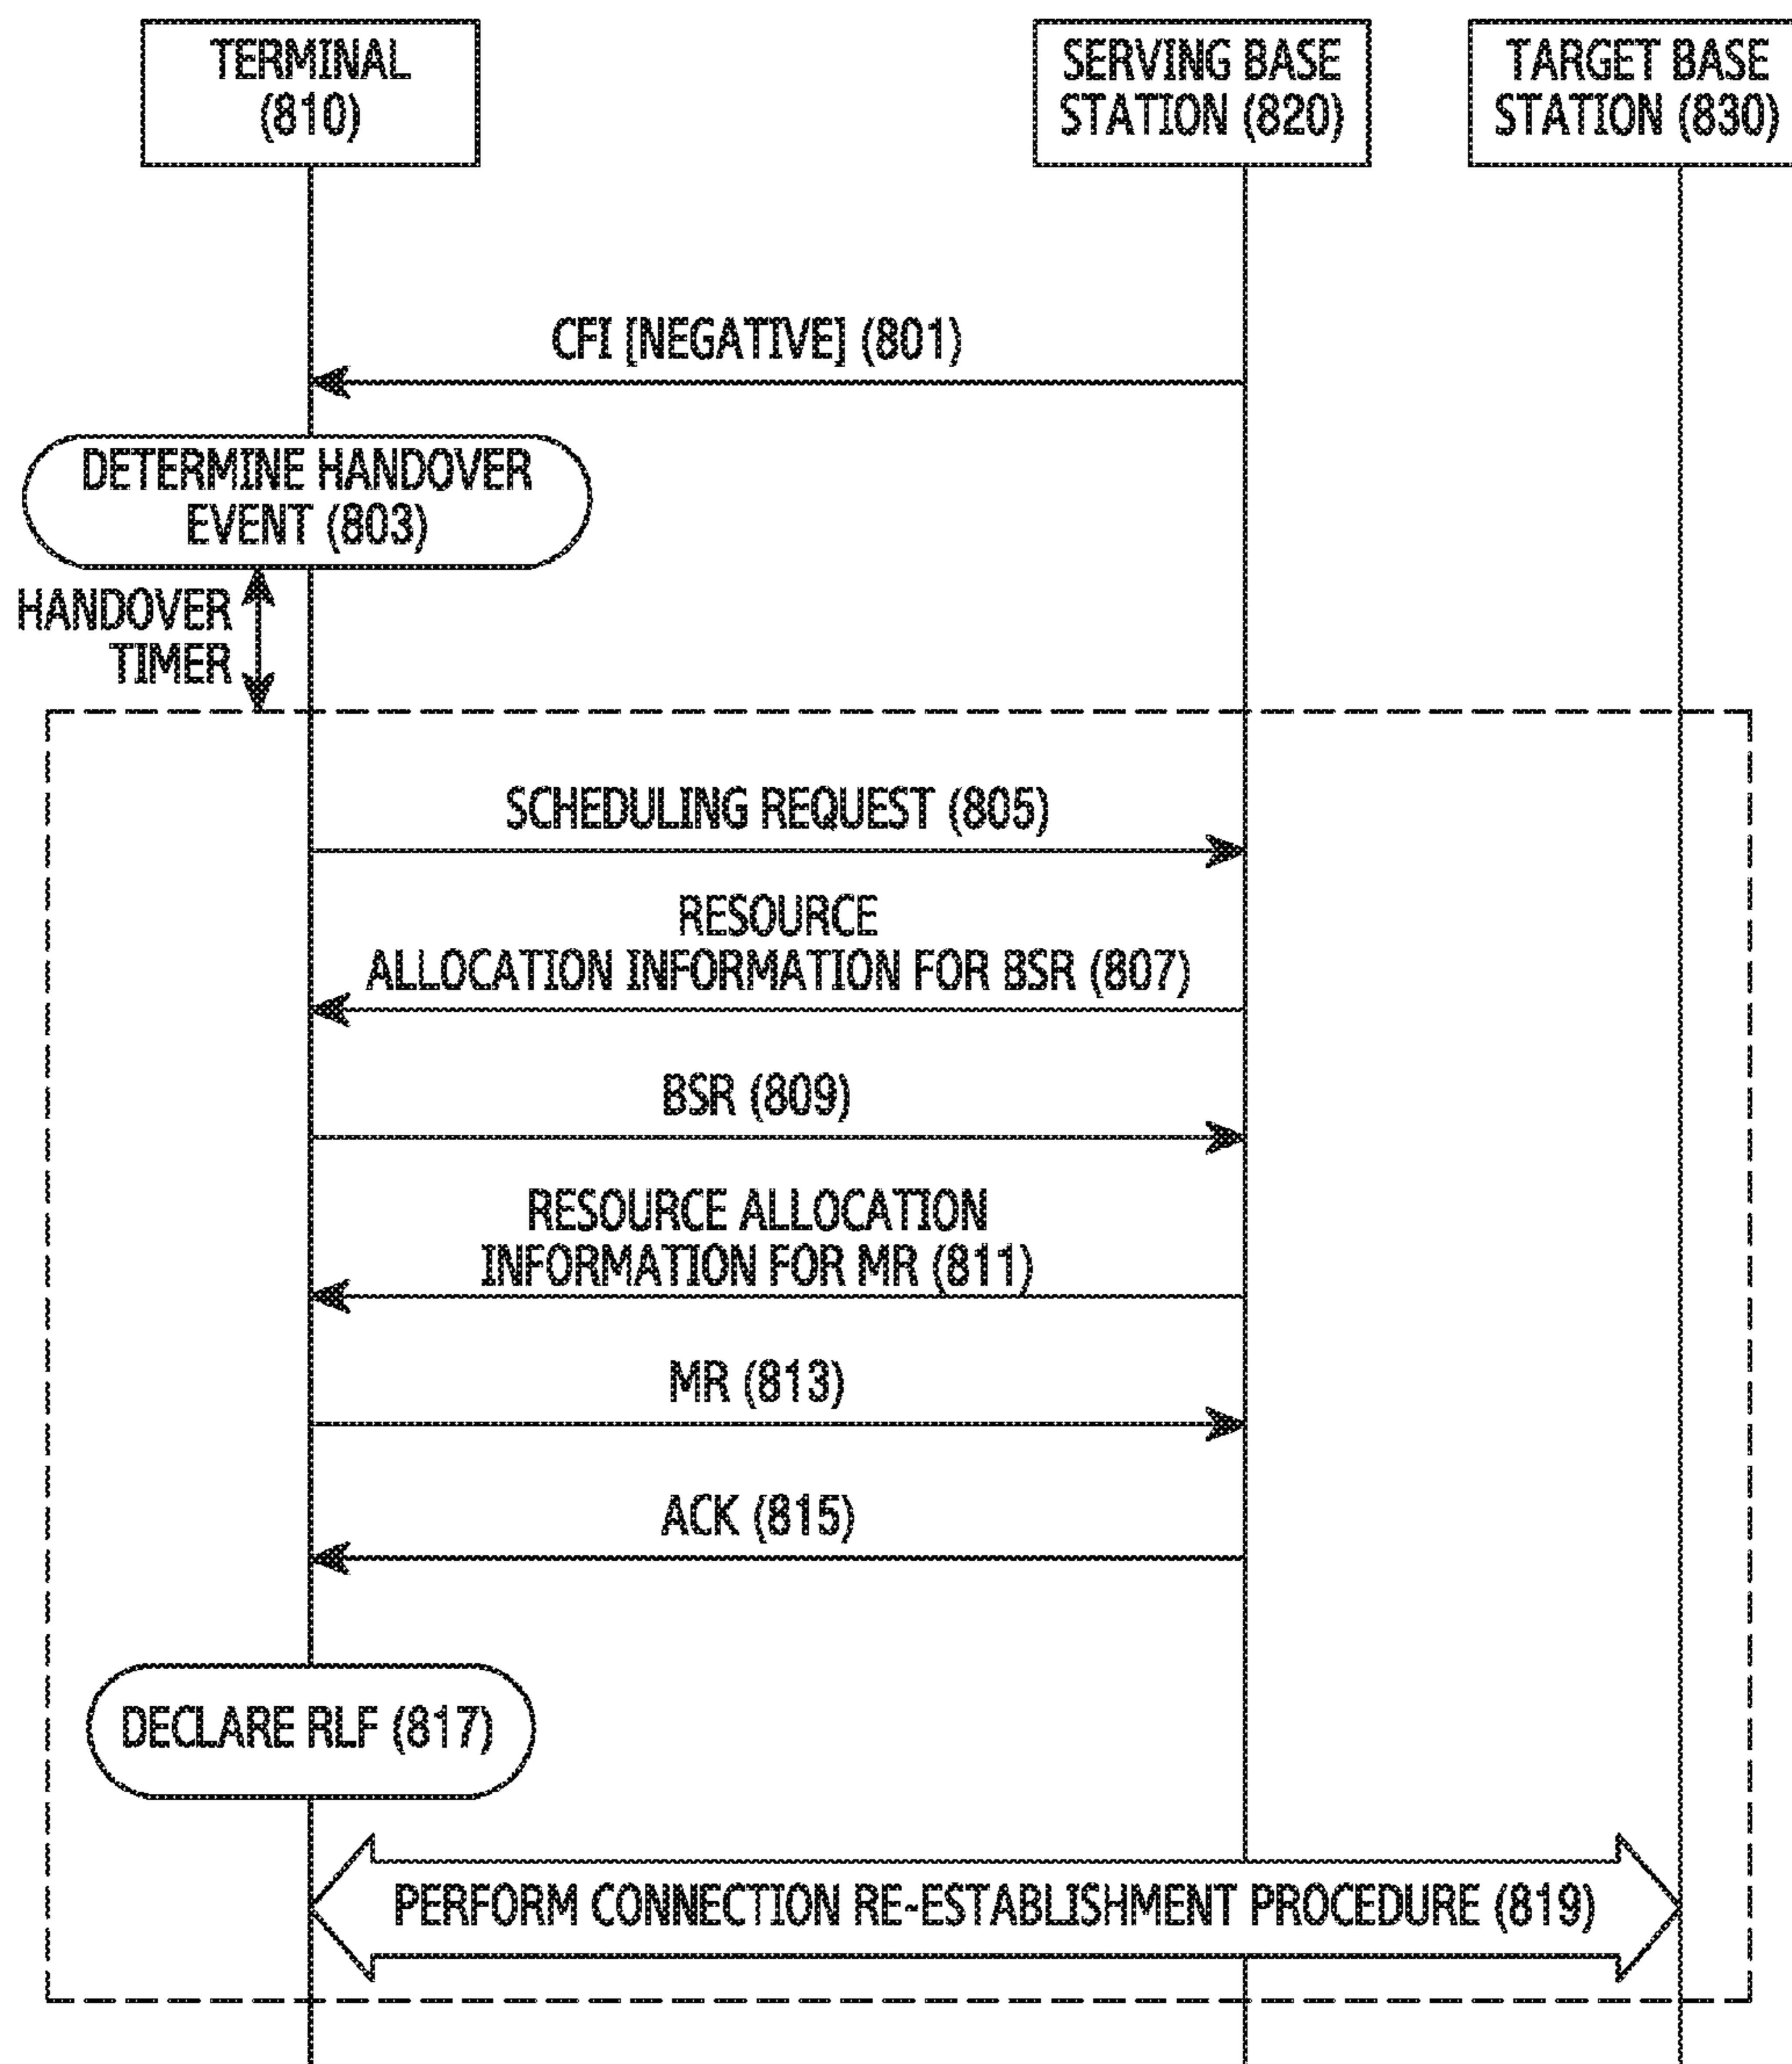 TERMINAL
(810)
SERVING BASE
STATION (820)
TARGET BASE
STATION (830)
CFI [NEGATIVE] (801)
DETERMINE HANDOVER
EVENT (803)
HANDOVER
TIMER
SCHEDULING REQUEST (805)
RESOURCE
ALLOCATION INFORMATION FOR BSR (807)
BSR (809)
RESOURCE ALLOCATION
INFORMATION FOR MR (811)
MR (813)
ACK (815)
DECLARE RLF (817)
PERFORM CONNECTION RE-ESTABLISHMENT PROCEDURE (819)